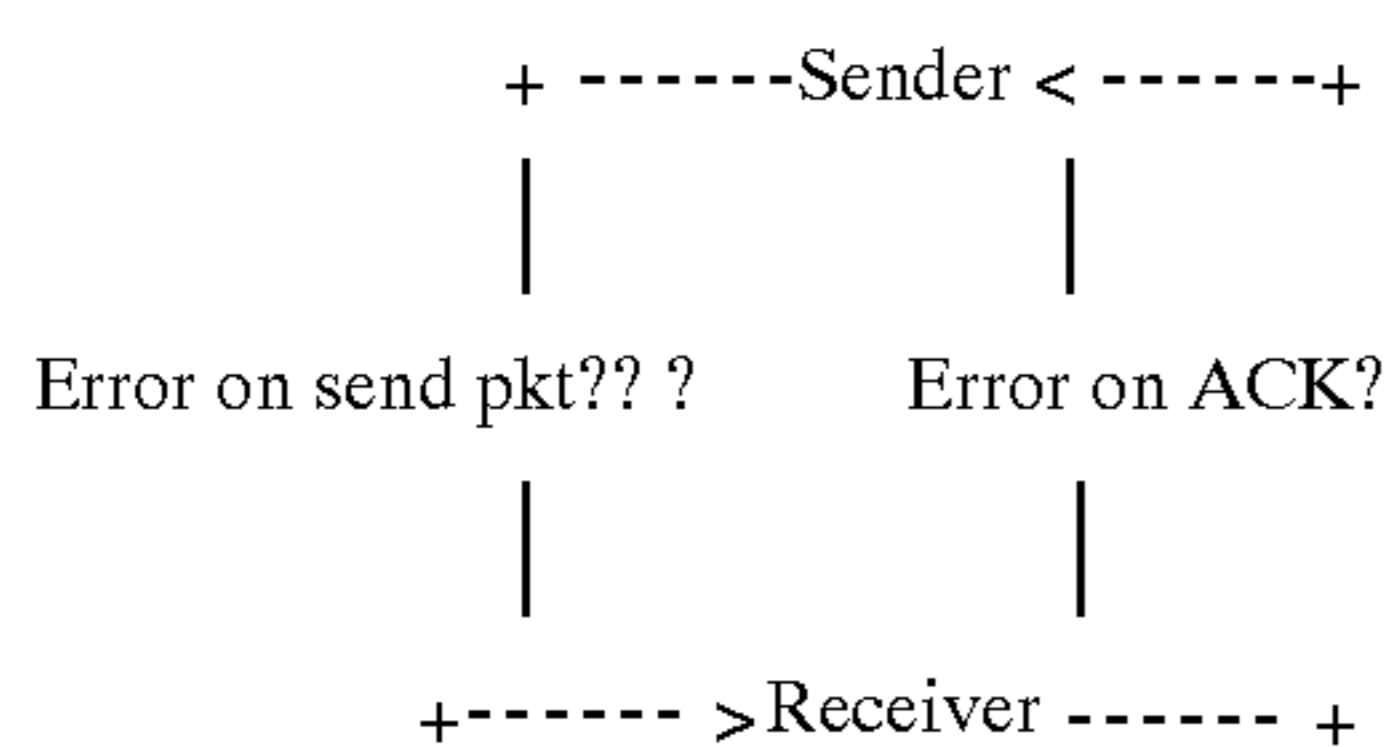 + ------Sender < ------+
| |
Error on send pkt?? ? Error on ACK?
| |
+------ >Receiver ------ +